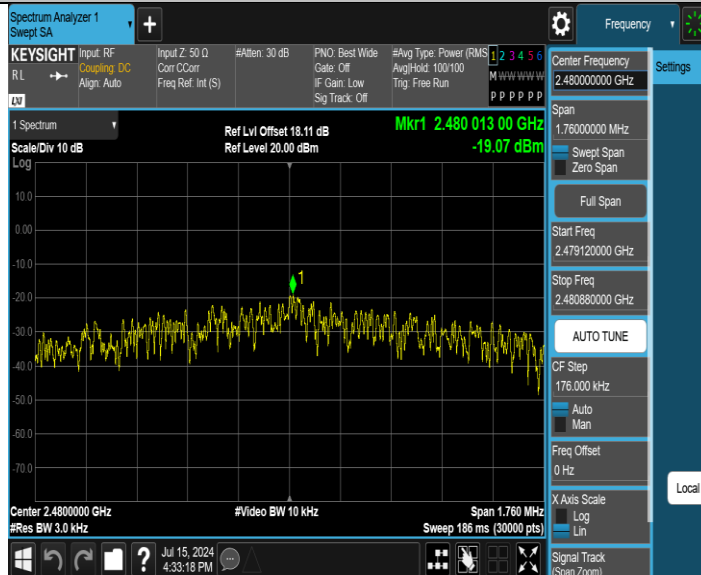 Spectrum Analyzer 1
Swept SA
+
Frequency
KEYSIGHT
RL
LXI
Input: RF
Coupling: DC
Align: Auto
Input Z: 50 Ω
Corr CCorr
Freq Ref: Int (S)
#Atten: 30 dB
PNO: Best Wide
Gate: Off
IF Gain: Low
Sig Track: Off
#Avg Type: Power (RMS
Avg|Hold: 100/100
Trig: Free Run
1 2 3 4 5 6
M W W W W W
P P P P P P
1 Spectrum
Scale/Div 10 dB
Log
Ref Lvl Offset 18.11 dB
Ref Level 20.00 dBm
Mkr1 2.480 013 00 GHz
-19.07 dBm
10.0
0.00
-10.0
-20.0
-30.0
-40.0
-50.0
-60.0
-70.0
1
Center 2.4800000 GHz
#Res BW 3.0 kHz
#Video BW 10 kHz
Span 1.760 MHz
Sweep 186 ms (30000 pts)
?
Jul 15, 2024
4:33:18 PM
Center Frequency
2.480000000 GHz
Span
1.76000000 MHz
Swept Span
Zero Span
Full Span
Start Freq
2.479120000 GHz
Stop Freq
2.480880000 GHz
AUTO TUNE
CF Step
176.000 kHz
Auto
Man
Freq Offset
0 Hz
X Axis Scale
Log
Lin
Signal Track
(Span Zoom)
Settings
Local